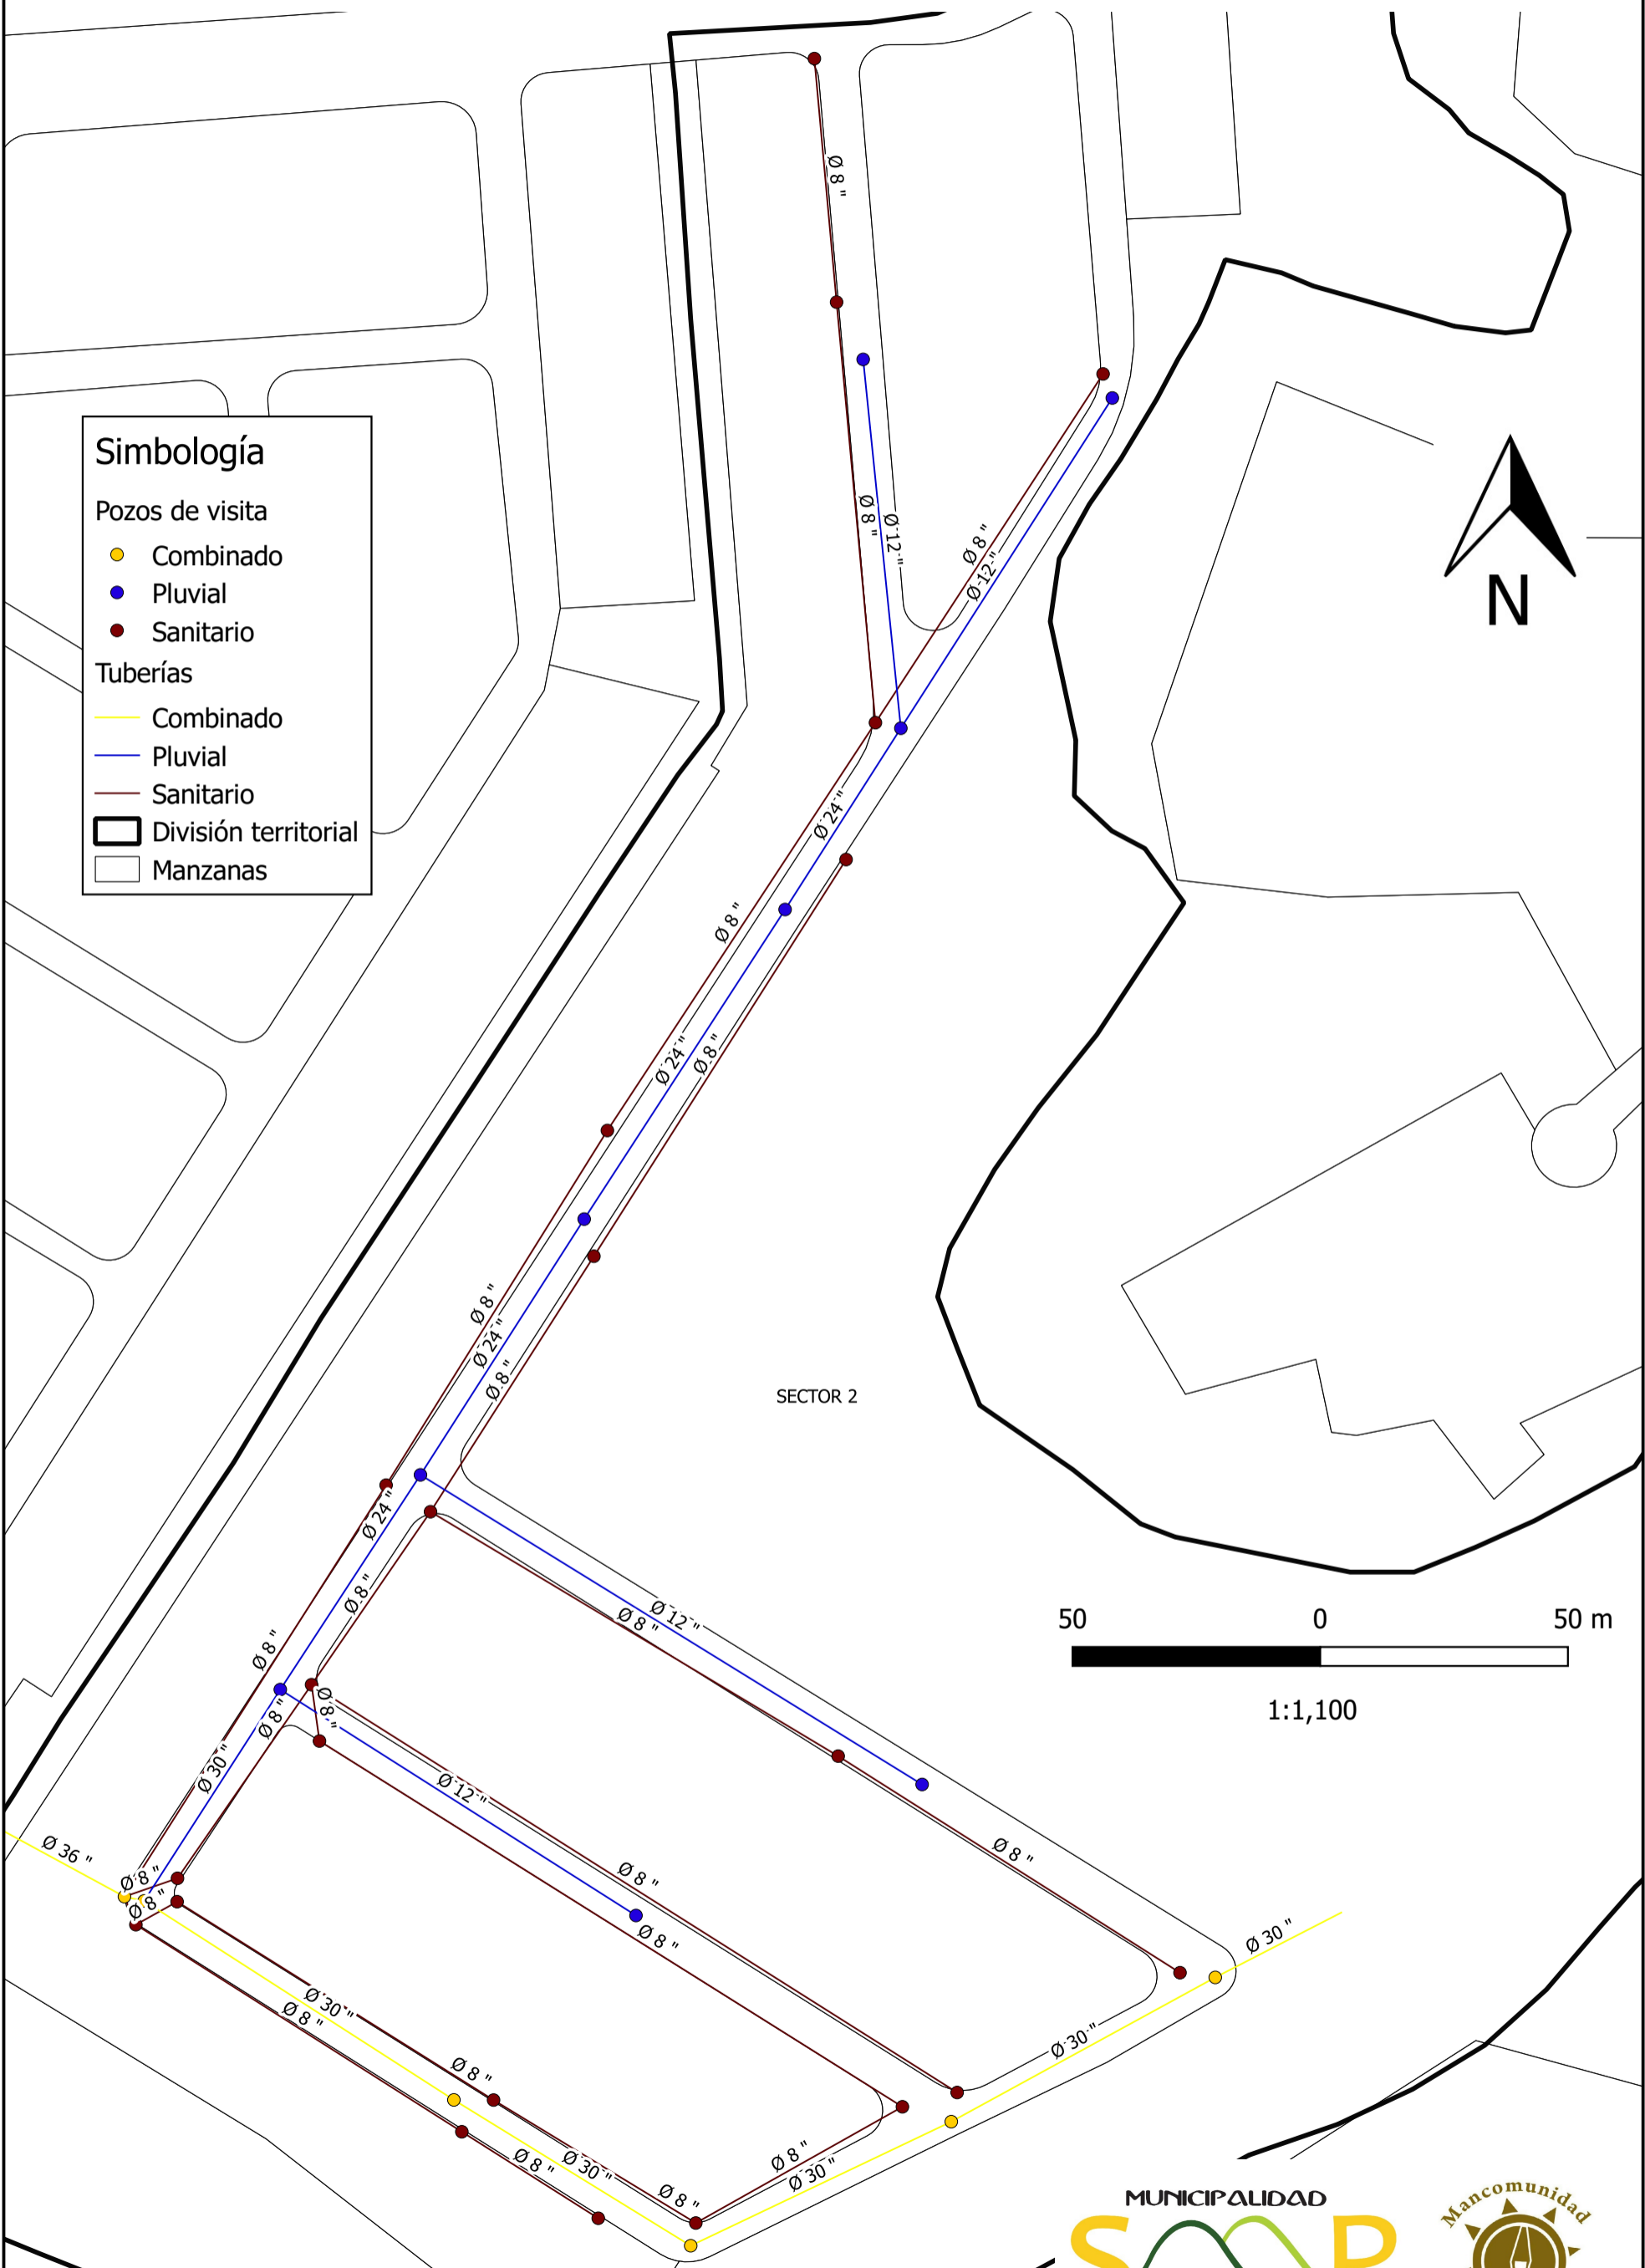 Ø 8 "
Ø 8 "
Ø 12 "
Ø 8 "
Ø 12 "
Simbología
Pozos de visita
Combinado
Pluvial
Sanitario
Tuberías
Combinado
Pluvial
Sanitario
División territorial
Manzanas
N
Ø 24 "
Ø 8 "
Ø 24 "
Ø 8 "
Ø 8 "
Ø 24 "
Ø 8 "
SECTOR 2
Ø 24 "
Ø 8 "
Ø 12 "
Ø 8 "
50 0 50 m
1:1,100
Ø 8 "
Ø 8 "
Ø 8 "
Ø 30 "
Ø 12 "
Ø 36 "
Ø 8 "
Ø 8 "
Ø 8 "
Ø 8 "
Ø 8 "
Ø 30 "
Ø 30 "
Ø 8 "
Ø 30 "
Ø 8 "
Ø 8 "
Ø 30 "
Ø 8 "
Ø 30 "
Ø 8 "
MUNICIPALIDAD
Mancomunidad